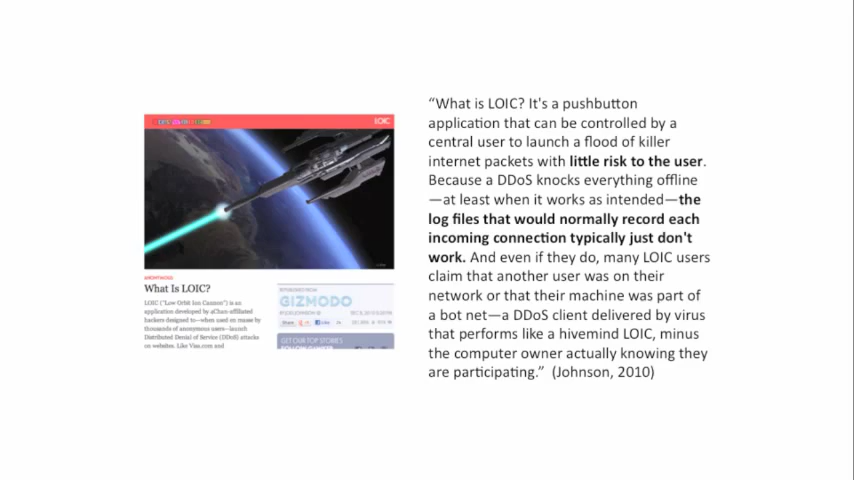 LOIC
ANONYMOUS
What Is LOIC?
LOIC ("Low Orbit Ion Cannon") is an
application developed by 4Chan-affiliated
hackers designed to—when used en masse by
thousands of anonymous users—launch
Distributed Denial of Service (DDoS) attacks
on websites. Like Visa.com and
GIZMODO
Share
Like
GET OUR TOP STORIES
“What is LOIC? It's a pushbutton
application that can be controlled by a
central user to launch a flood of killer
internet packets with little risk to the user.
Because a DDoS knocks everything offline
—at least when it works as intended—the
log files that would normally record each
incoming connection typically just don't
work. And even if they do, many LOIC users
claim that another user was on their
network or that their machine was part of
a bot net—a DDoS client delivered by virus
that performs like a hivemind LOIC, minus
the computer owner actually knowing they
are participating.” (Johnson, 2010)